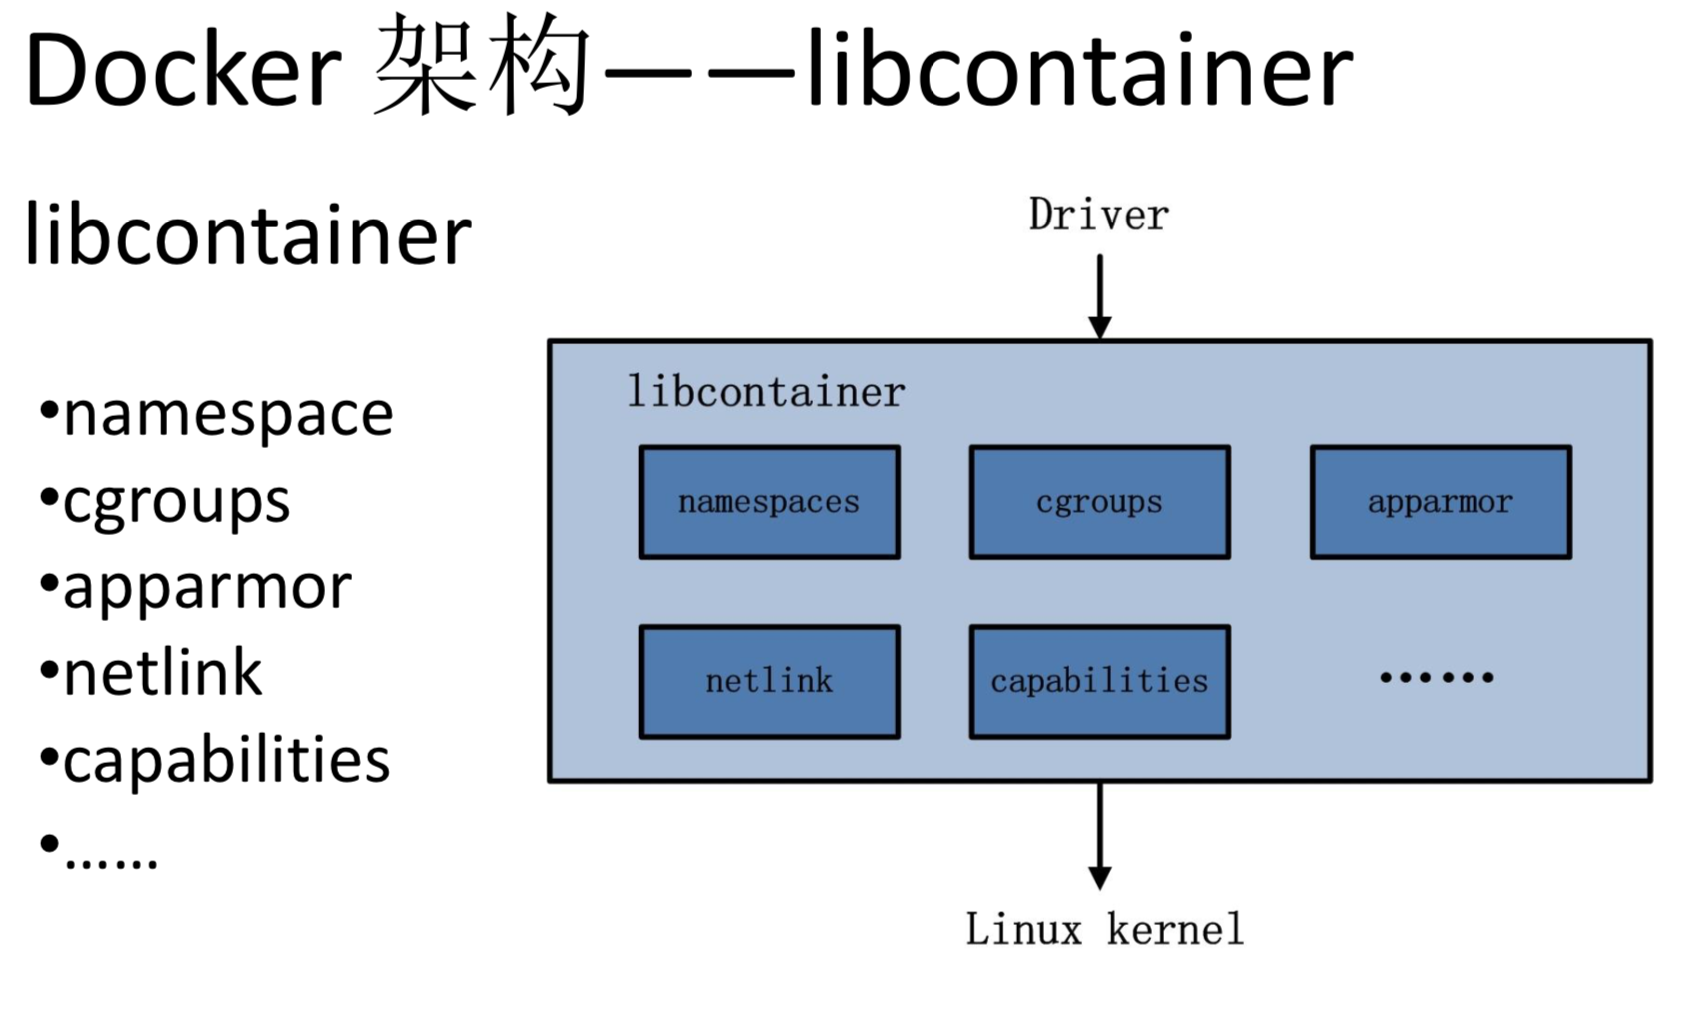 Docker 架构——libcontainer
libcontainer
•namespace
•cgroups
•apparmor
•netlink
•capabilities
•……
Driver
libcontainer
namespaces
cgroups
apparmor
netlink
capabilities
……
Linux kernel